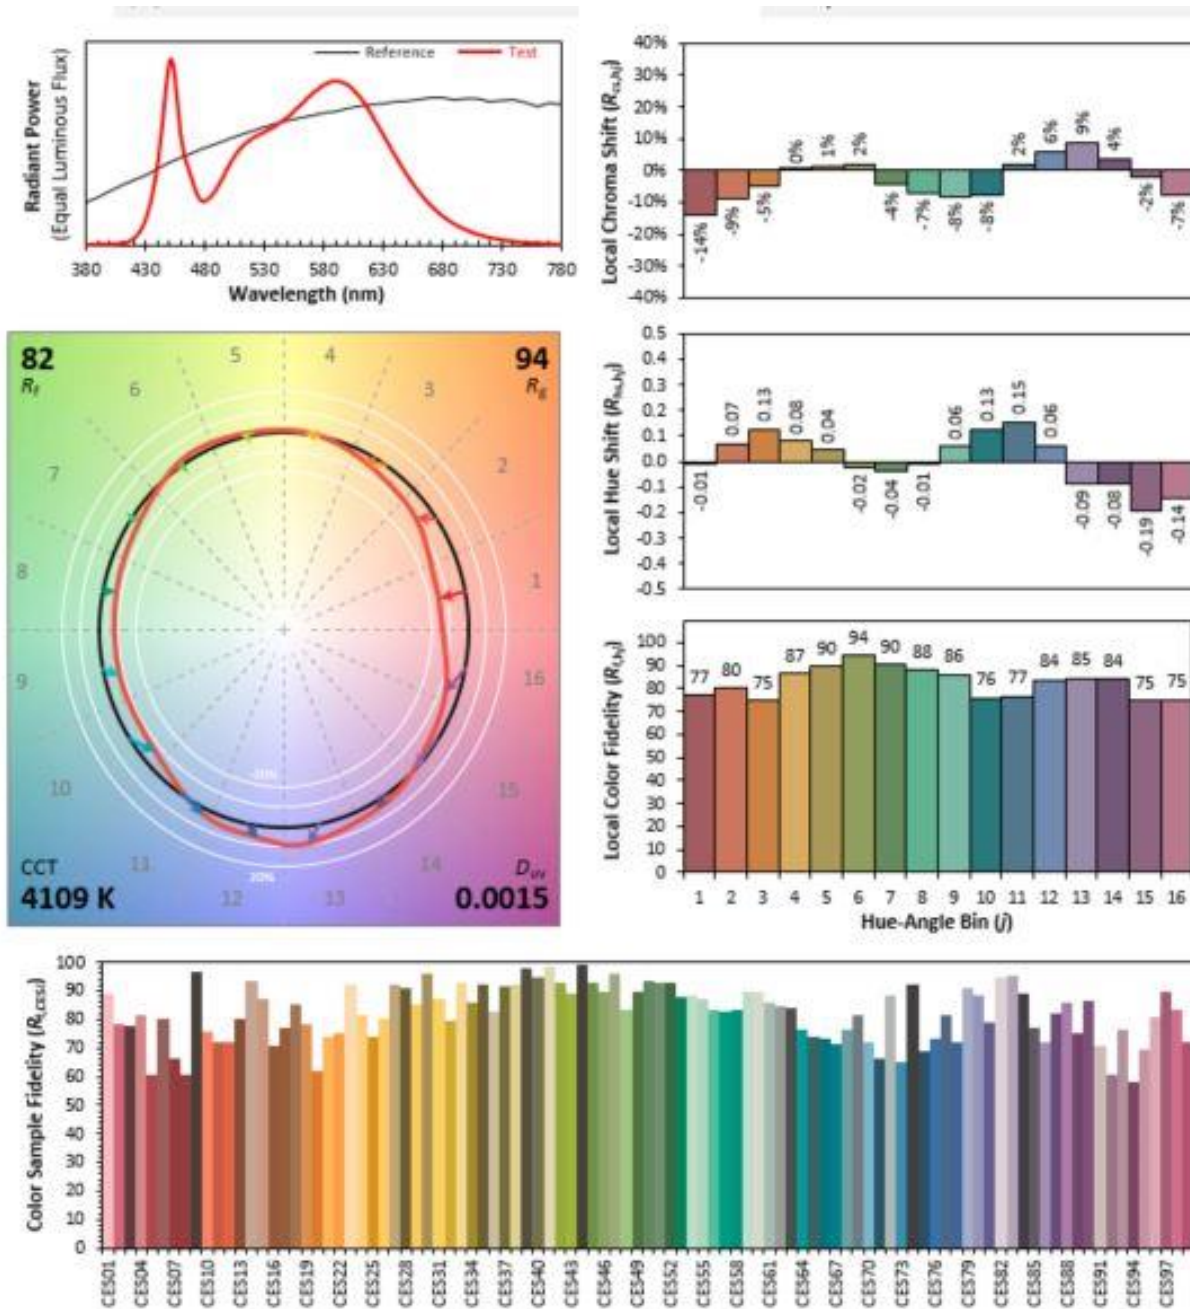 Radiant Power
(Equal Luminous Flux)
Reference
Test
380 430 480 530 580 630 680 730 780
Wavelength (nm)
Local Chroma Shift (Rcs,hj)
40%
30%
20%
10%
0%
-10%
-20%
-30%
-40%
-14% -9% -5% 0% 1% 2% -4% -7% -8% -8% 2% 6% 9% 4% -2% -7%
82
Rf
94
Rg
1 2 3 4 5 6 7 8 9 10 11 12 13 14 15 16
-20%
20%
CCT
4109 K
Duv
0.0015
Local Hue Shift (Rhs,hj)
0.5
0.4
0.3
0.2
0.1
0.0
-0.1
-0.2
-0.3
-0.4
-0.5
-0.01 0.07 0.13 0.08 0.04 -0.02 -0.04 -0.01 0.06 0.13 0.15 0.06 -0.09 -0.08 -0.19 -0.14
Local Color Fidelity (Rf,hj)
100
90
80
70
60
50
40
30
20
10
0
77 80 75 87 90 94 90 88 86 76 77 84 85 84 75 75
1 2 3 4 5 6 7 8 9 10 11 12 13 14 15 16
Hue-Angle Bin (j)
Color Sample Fidelity (Rf,CESi)
100
90
80
70
60
50
40
30
20
10
0
CES01 CES04 CES07 CES10 CES13 CES16 CES19 CES22 CES25 CES28 CES31 CES34 CES37 CES40 CES43 CES46 CES49 CES52 CES55 CES58 CES61 CES64 CES67 CES70 CES73 CES76 CES79 CES82 CES85 CES88 CES91 CES94 CES97